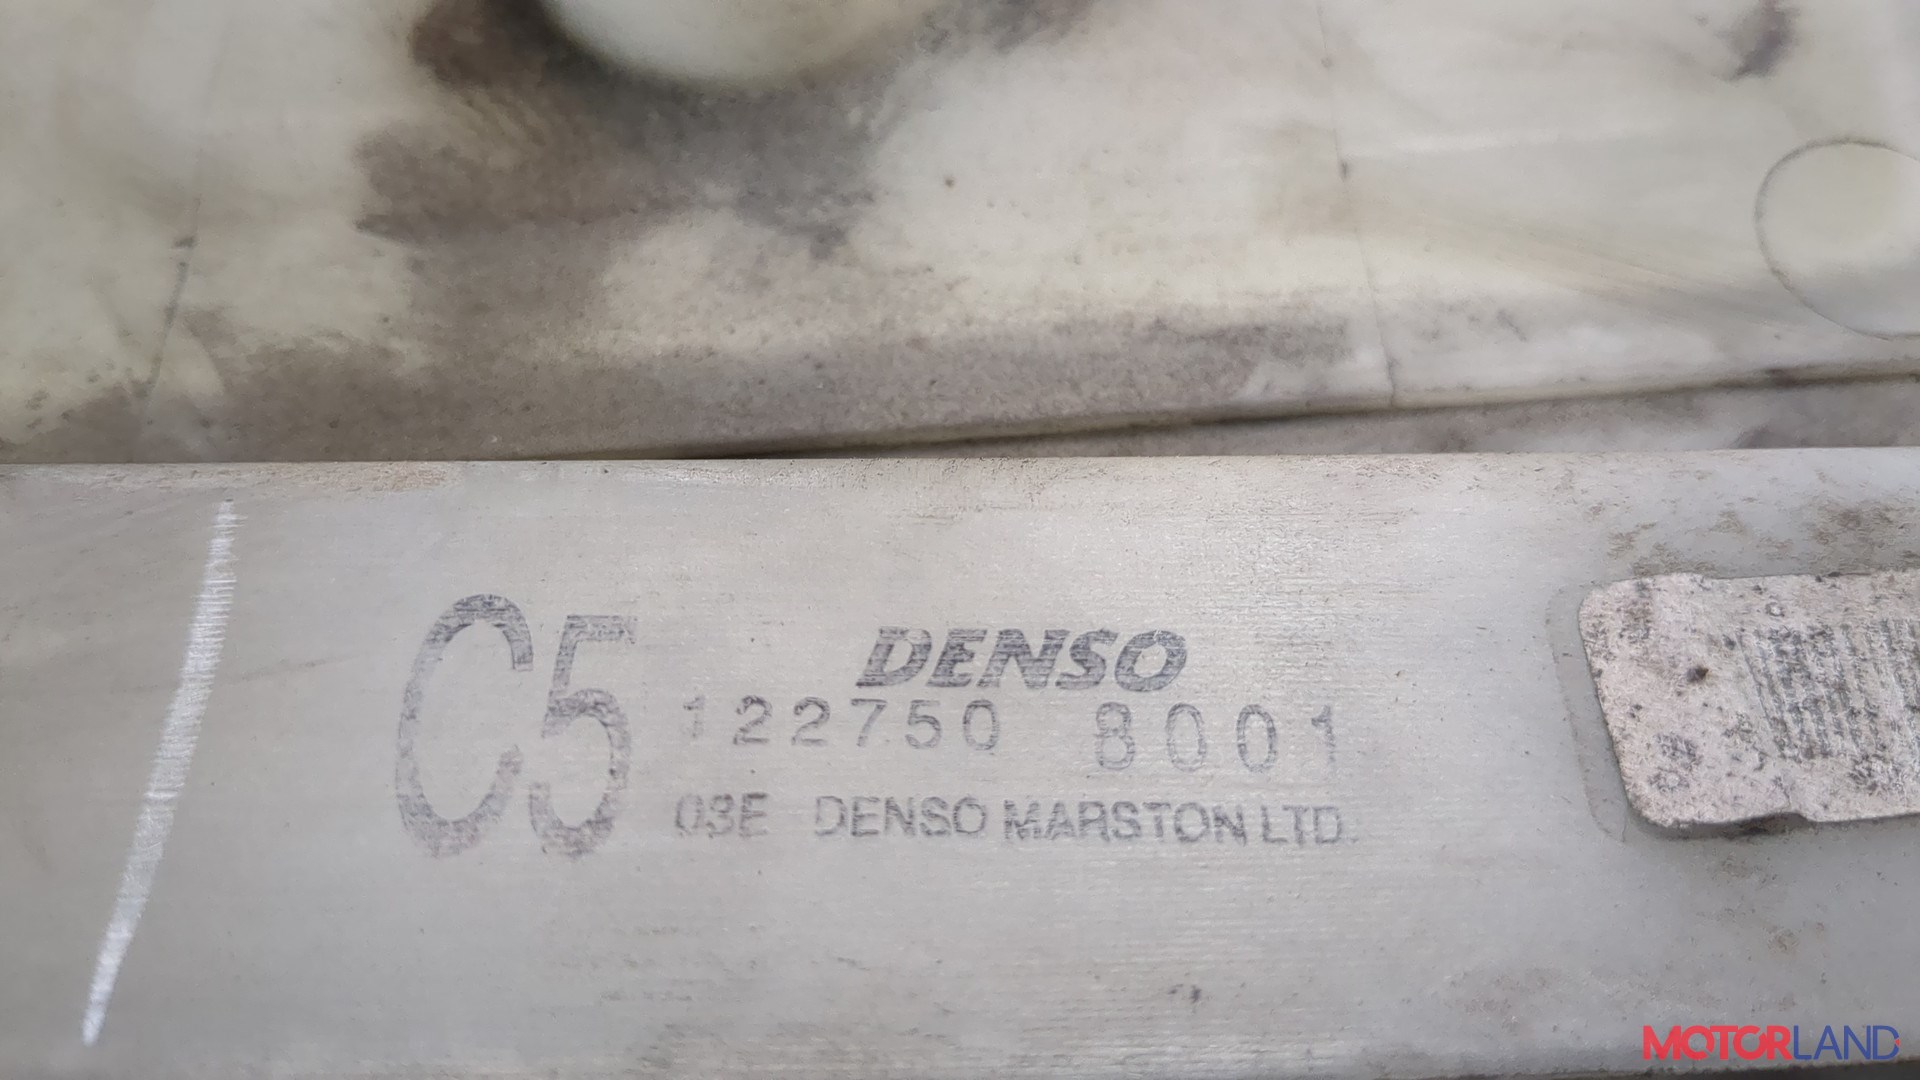 C5
DENSO
122750 8001
03E DENSO MARSTON LTD.
MOTORLAND